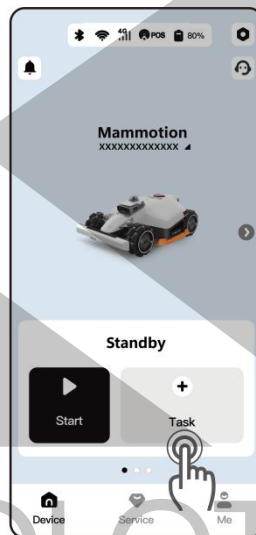 4G POS 80%
Mammotion
XXXXXXXXXXXXX
Standby
Start
Task
Device
Service
Me